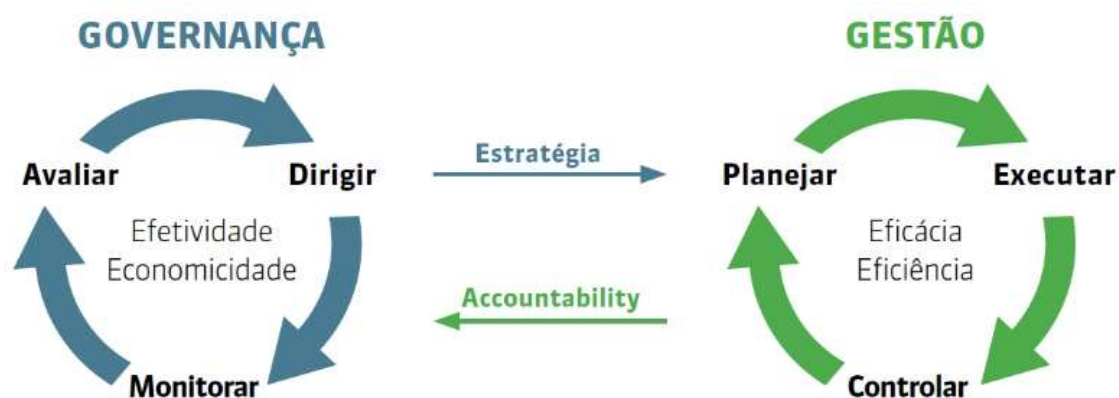 GOVERNANÇA
GESTÃO
Avaliar
Dirigir
Estratégia
Planejar
Executar
Efetividade
Economicidade
Eficácia
Eficiência
Accountability
Monitorar
Controlar